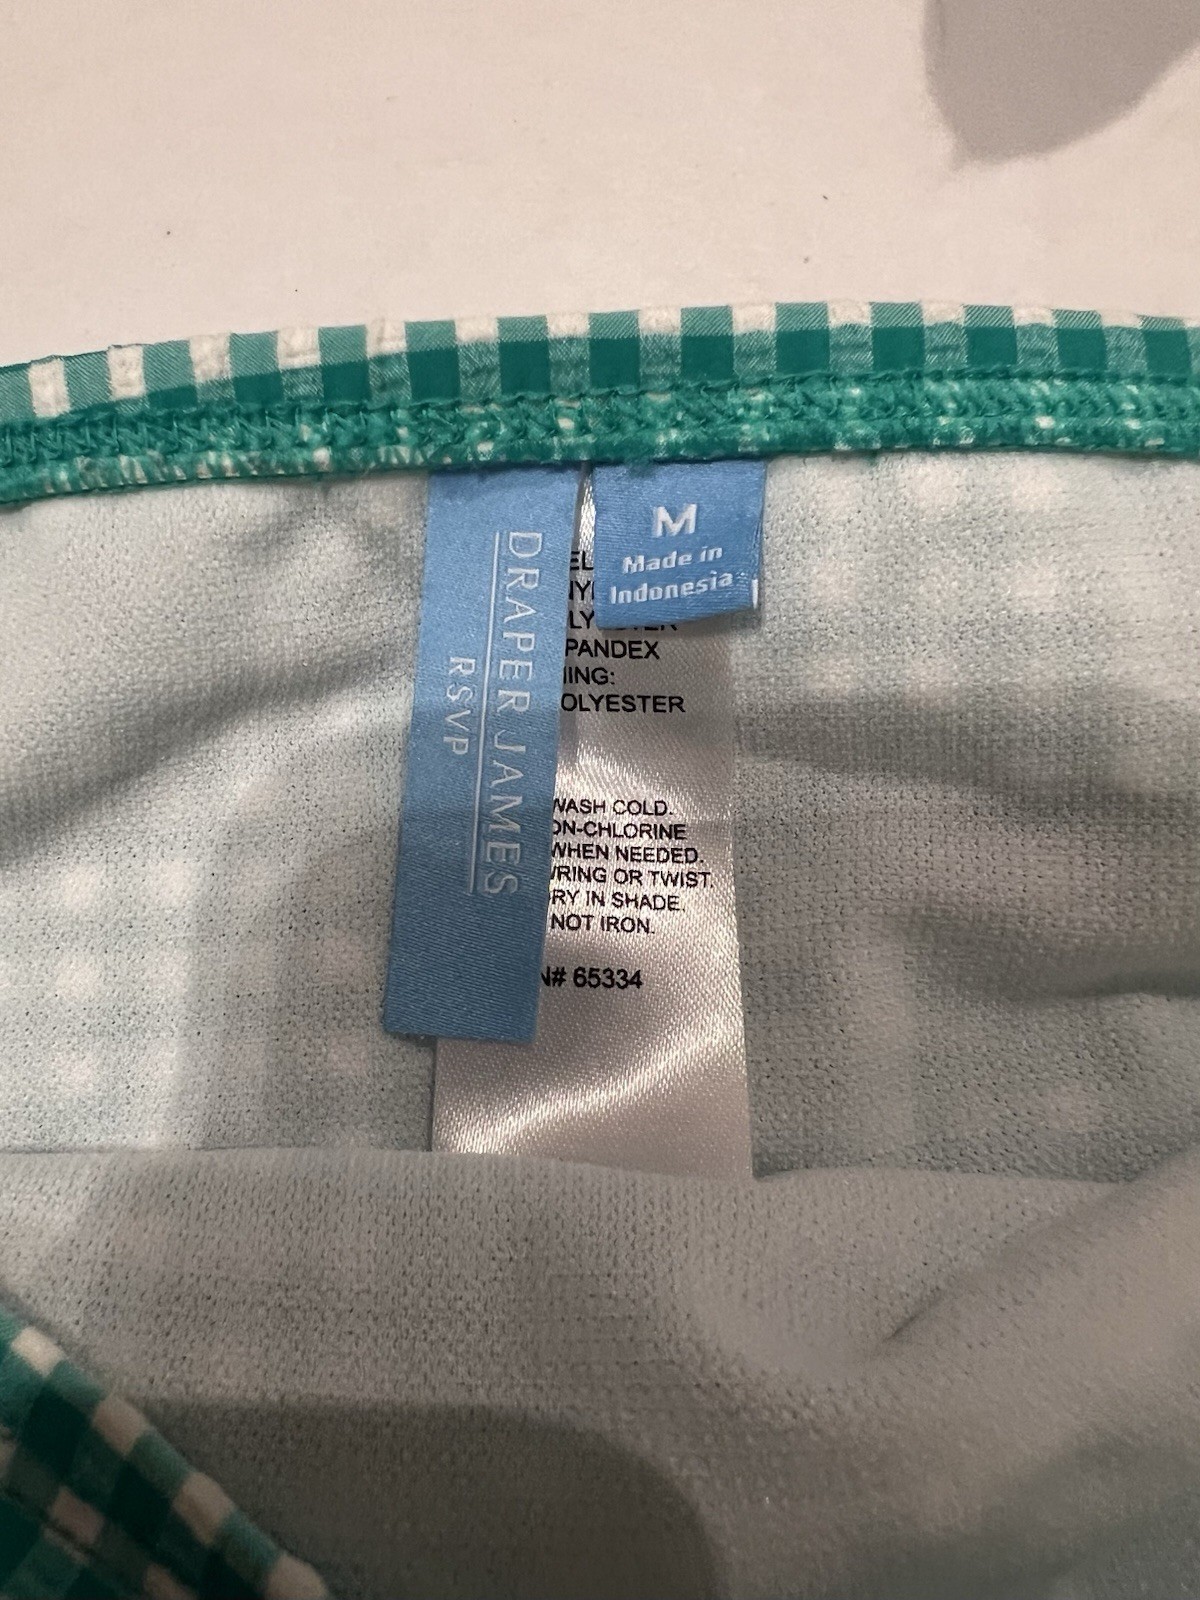 DRAPER JAMES
RSVP
M
Made in
Indonesia
PANDEX
ING:
OLYESTER
WASH COLD.
ON-CHLORINE
WHEN NEEDED.
WRING OR TWIST.
RY IN SHADE.
NOT IRON.
N# 65334